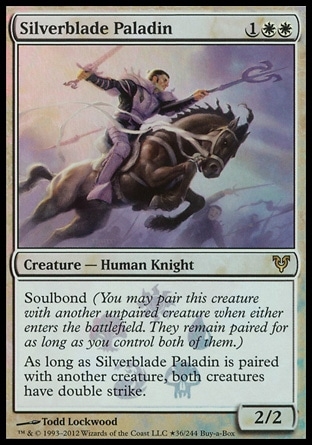 Silverblade Paladin 1
Creature — Human Knight
Soulbond (You may pair this creature
with another unpaired creature when either
enters the battlefield. They remain paired for
as long as you control both of them.)
As long as Silverblade Paladin is paired
with another creature, both creatures
have double strike.
Todd Lockwood
™ & © 1993–2012 Wizards of the Coast LLC ★36/244 Buy-a-Box
2/2